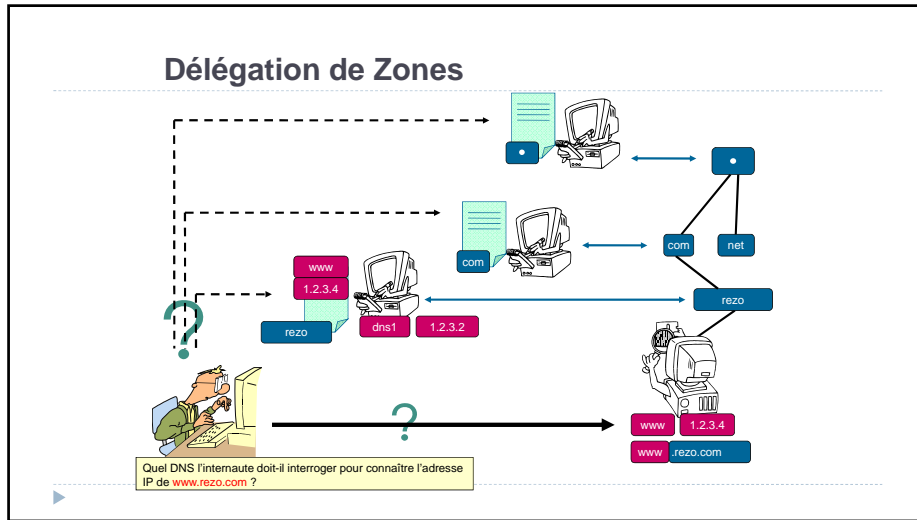 Délégation de Zones
•
•
com
net
com
www
1.2.3.4
rezo
rezo
dns1
1.2.3.2
?
?
www
1.2.3.4
www
.rezo.com
Quel DNS l'internaute doit-il interroger pour connaître l'adresse
IP de www.rezo.com ?